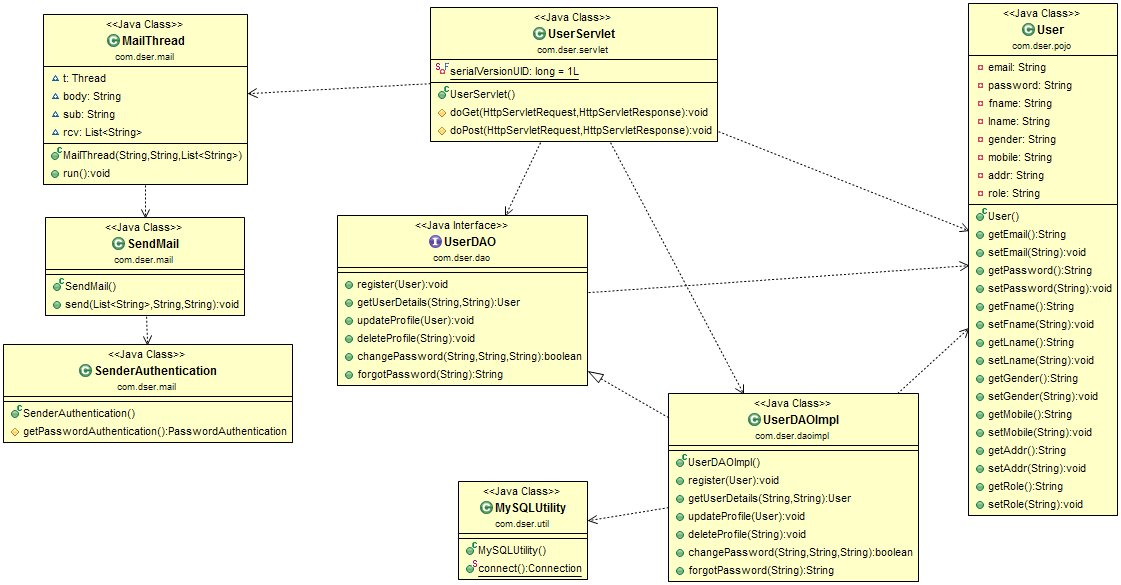 <<Java Class>>
MailThread
com.dser.mail
t: Thread
body: String
sub: String
rcv: List<String>
MailThread(String,String,List<String>)
run():void
<<Java Class>>
SendMail
com.dser.mail
SendMail()
send(List<String>,String,String):void
<<Java Class>>
SenderAuthentication
com.dser.mail
SenderAuthentication()
getPasswordAuthentication():PasswordAuthentication
<<Java Class>>
UserServlet
com.dser.servlet
serialVersionUID: long = 1L
UserServlet()
doGet(HttpServletRequest,HttpServletResponse):void
doPost(HttpServletRequest,HttpServletResponse):void
<<Java Interface>>
UserDAO
com.dser.dao
register(User):void
getUserDetails(String,String):User
updateProfile(User):void
deleteProfile(String):void
changePassword(String,String,String):boolean
forgotPassword(String):String
<<Java Class>>
MySQLUtility
com.dser.util
MySQLUtility()
connect():Connection
<<Java Class>>
UserDAOImpl
com.dser.daoimpl
UserDAOImpl()
register(User):void
getUserDetails(String,String):User
updateProfile(User):void
deleteProfile(String):void
changePassword(String,String,String):boolean
forgotPassword(String):String
<<Java Class>>
User
com.dser.pojo
email: String
password: String
fname: String
lname: String
gender: String
mobile: String
addr: String
role: String
User()
getEmail():String
setEmail(String):void
getPassword():String
setPassword(String):void
getFname():String
setFname(String):void
getLname():String
setLname(String):void
getGender():String
setGender(String):void
getMobile():String
setMobile(String):void
getAddr():String
setAddr(String):void
getRole():String
setRole(String):void